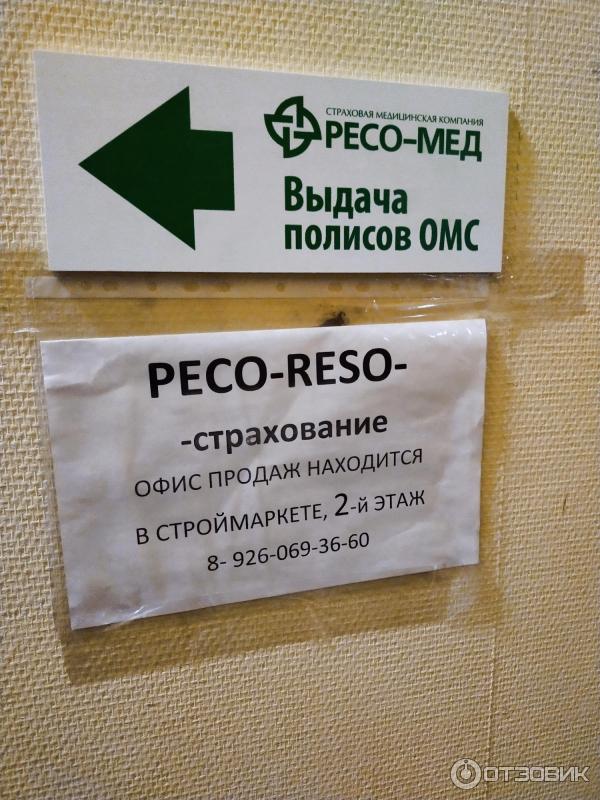 СТРАХОВАЯ МЕДИЦИНСКАЯ КОМПАНИЯ
РЕСО-МЕД
Выдача
полисов ОМС
РЕСО-RESO-
-страхование
ОФИС ПРОДАЖ НАХОДИТСЯ
В СТРОЙМАРКЕТЕ, 2-й ЭТАЖ
8- 926-069-36-60
ОТЗОВИК